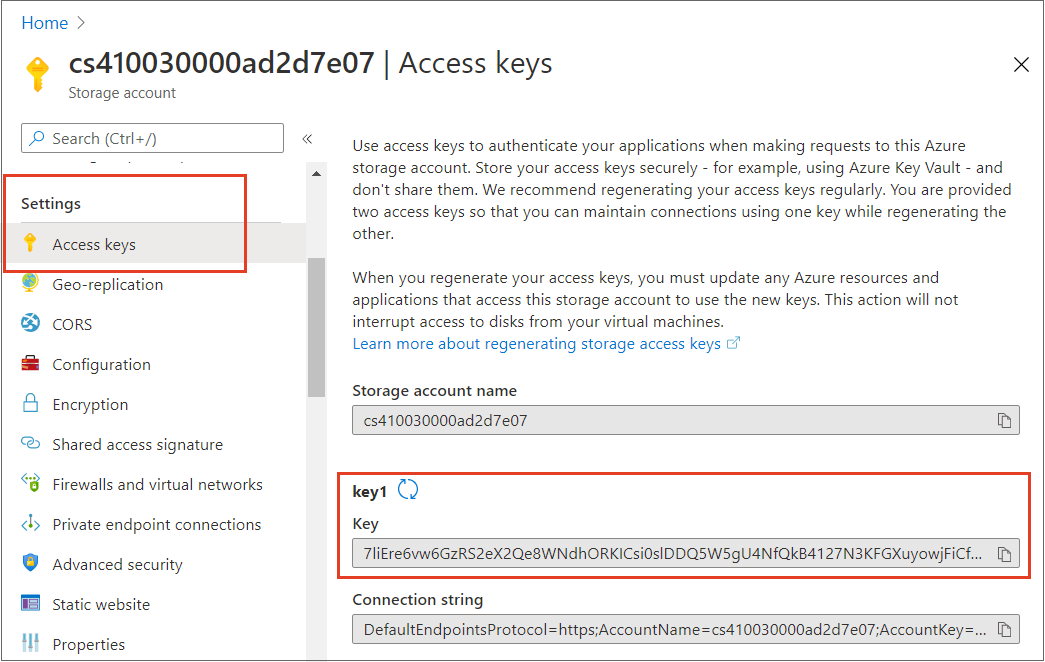 Home >
cs410030000ad2d7e07 | Access keys
Storage account
Search (Ctrl+/)
Settings
Access keys
Geo-replication
CORS
Configuration
Encryption
Shared access signature
Firewalls and virtual networks
Private endpoint connections
Advanced security
Static website
Properties
Use access keys to authenticate your applications when making requests to this Azure
storage account. Store your access keys securely - for example, using Azure Key Vault - and
don't share them. We recommend regenerating your access keys regularly. You are provided
two access keys so that you can maintain connections using one key while regenerating the
other.
When you regenerate your access keys, you must update any Azure resources and
applications that access this storage account to use the new keys. This action will not
interrupt access to disks from your virtual machines.
Learn more about regenerating storage access keys
Storage account name
cs410030000ad2d7e07
key1
Key
7liEre6vw6GzRS2eX2Qe8WNdhORKICsi0slDDQ5W5gU4NfQkB4127N3KFGXuyowjFiCf...
Connection string
DefaultEndpointsProtocol=https;AccountName=cs410030000ad2d7e07;AccountKey=...